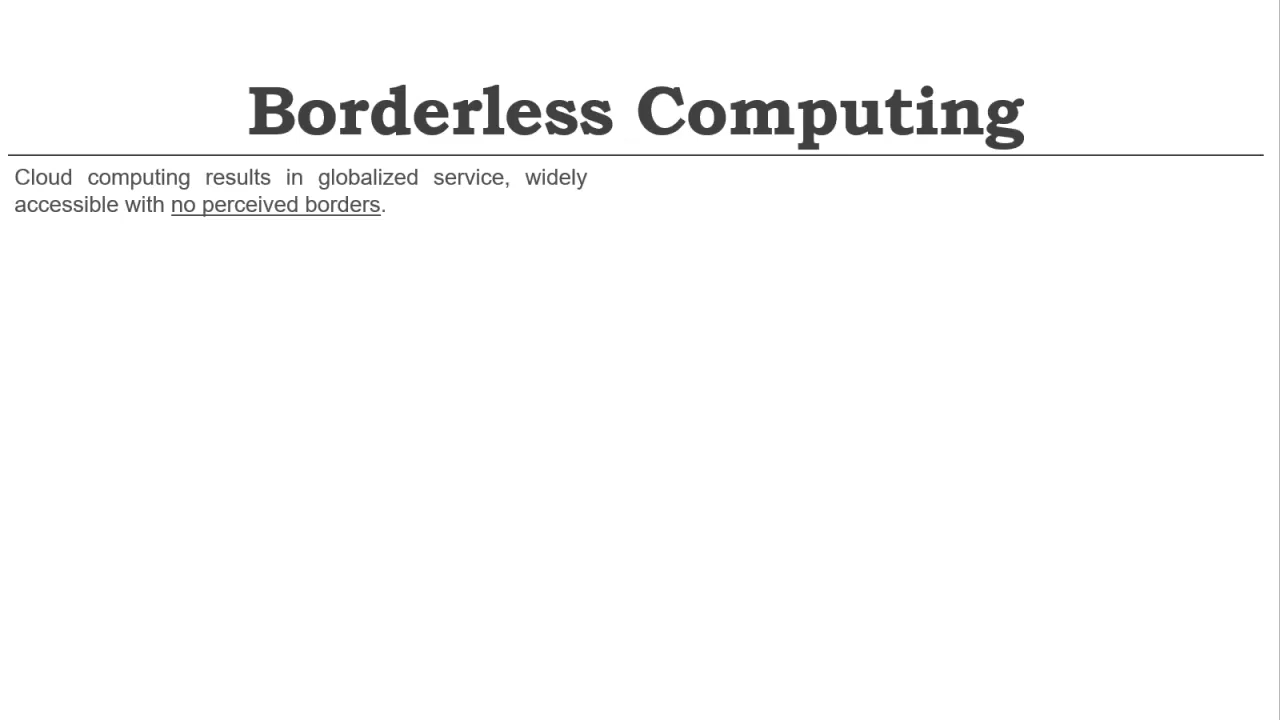 Borderless Computing
Cloud computing results in globalized service, widely
accessible with no perceived borders.